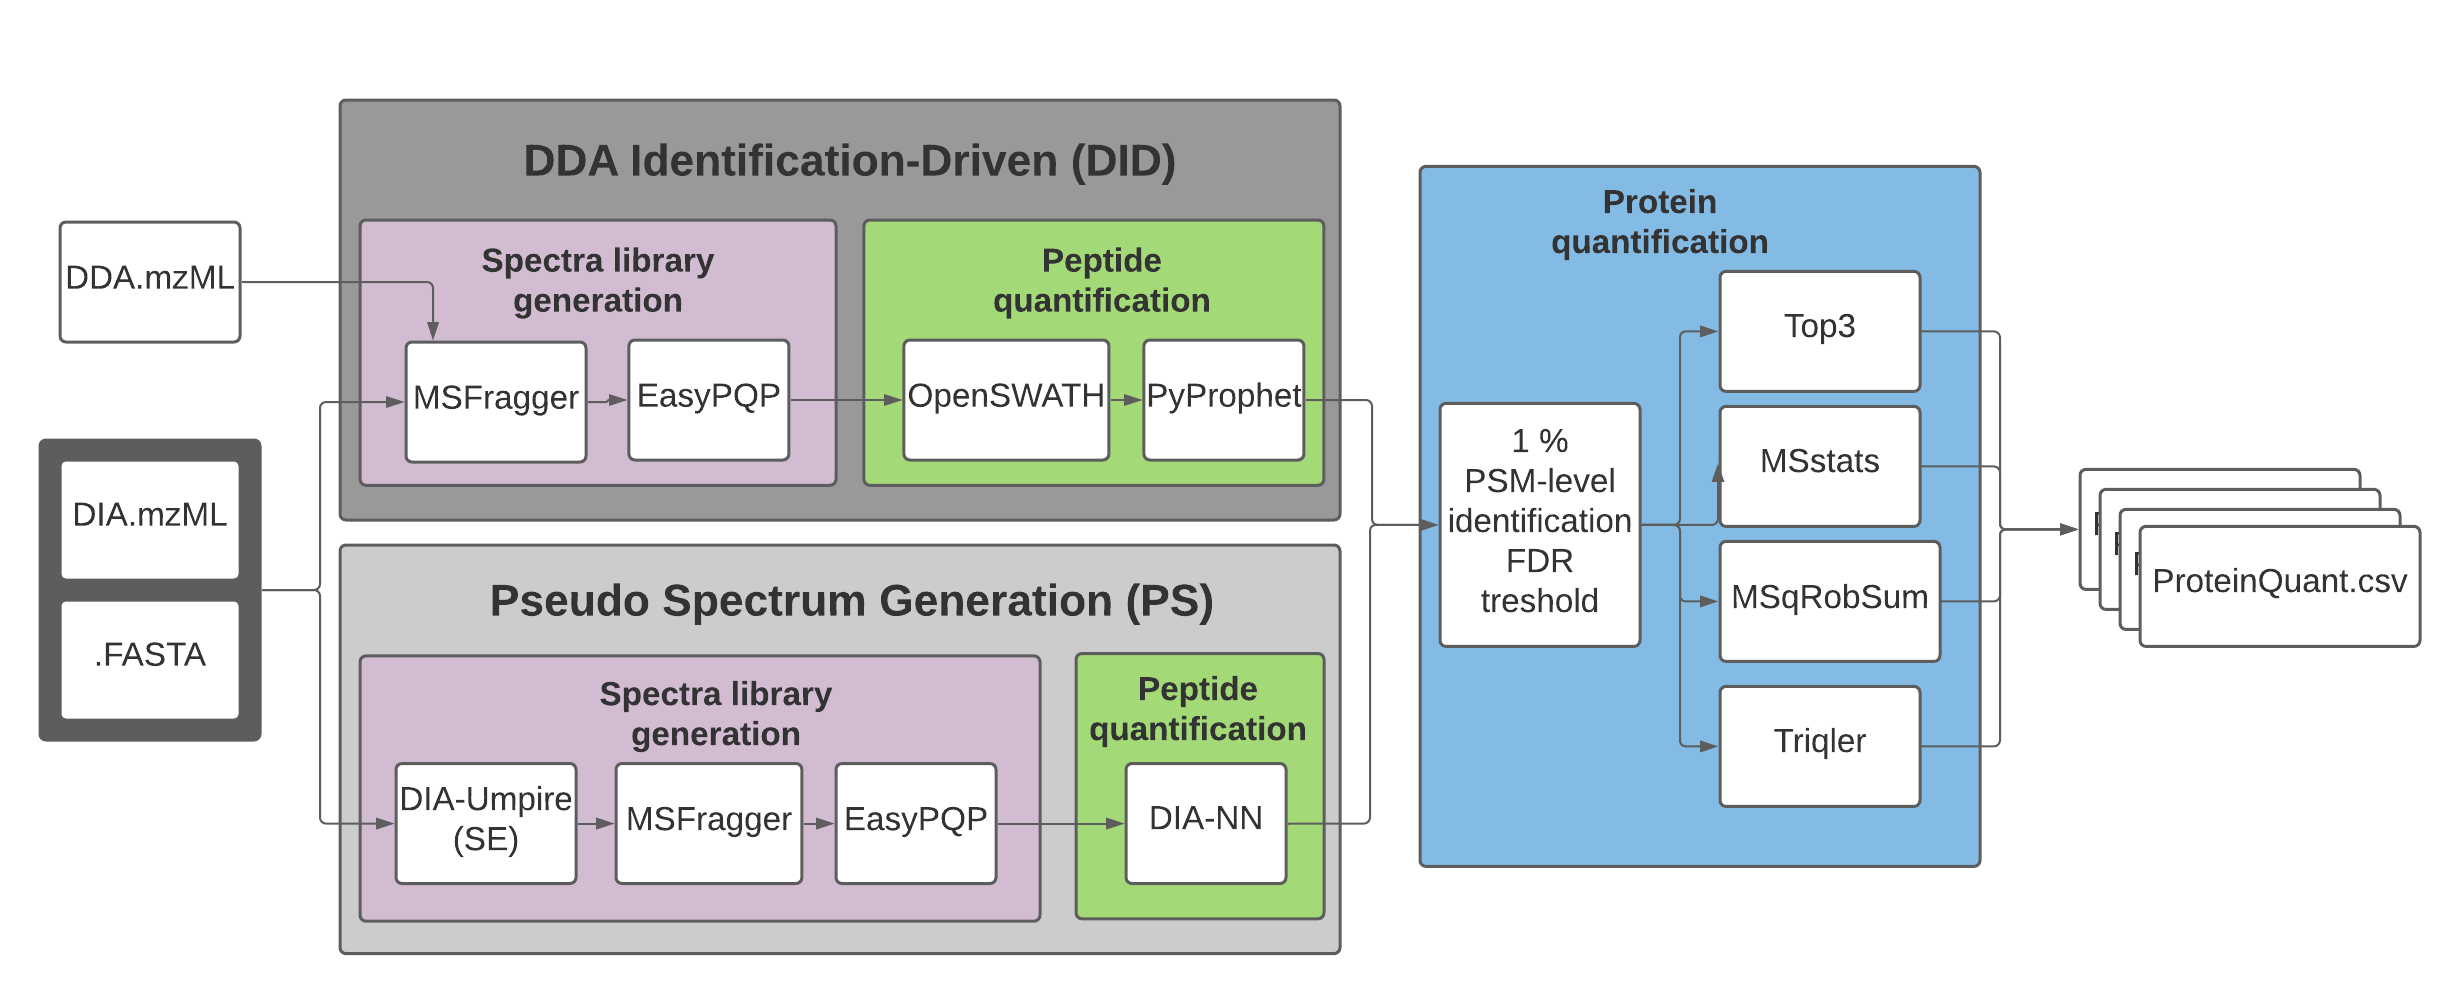 DDA.mzML
DIA.mzML
.FASTA
DDA Identification-Driven (DID)
Spectra library
generation
MSFragger
EasyPQP
Peptide
quantification
OpenSWATH
PyProphet
Pseudo Spectrum Generation (PS)
Spectra library
generation
DIA-Umpire
(SE)
MSFragger
EasyPQP
Peptide
quantification
DIA-NN
Protein
quantification
1 %
PSM-level
identification
FDR
treshold
Top3
MSstats
MSqRobSum
Triqler
ProteinQuant.csv